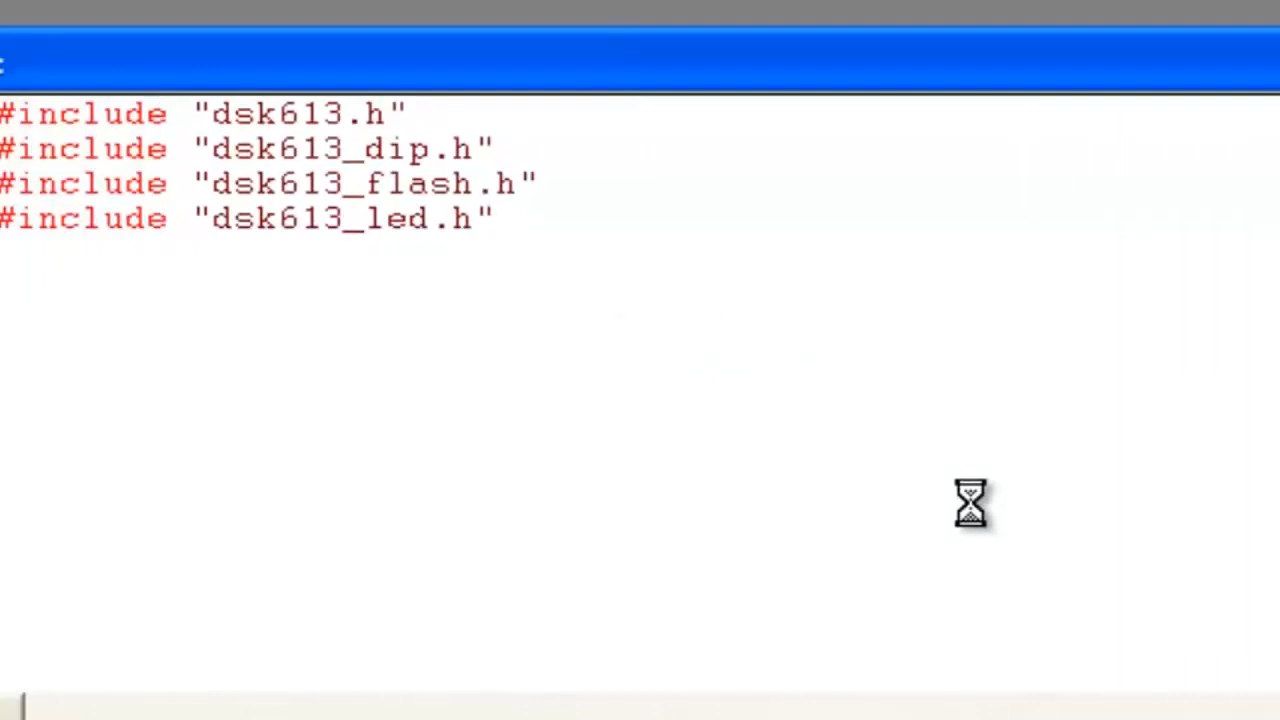 #include "dsk613.h"
#include "dsk613_dip.h"
#include "dsk613_flash.h"
#include "dsk613_led.h"